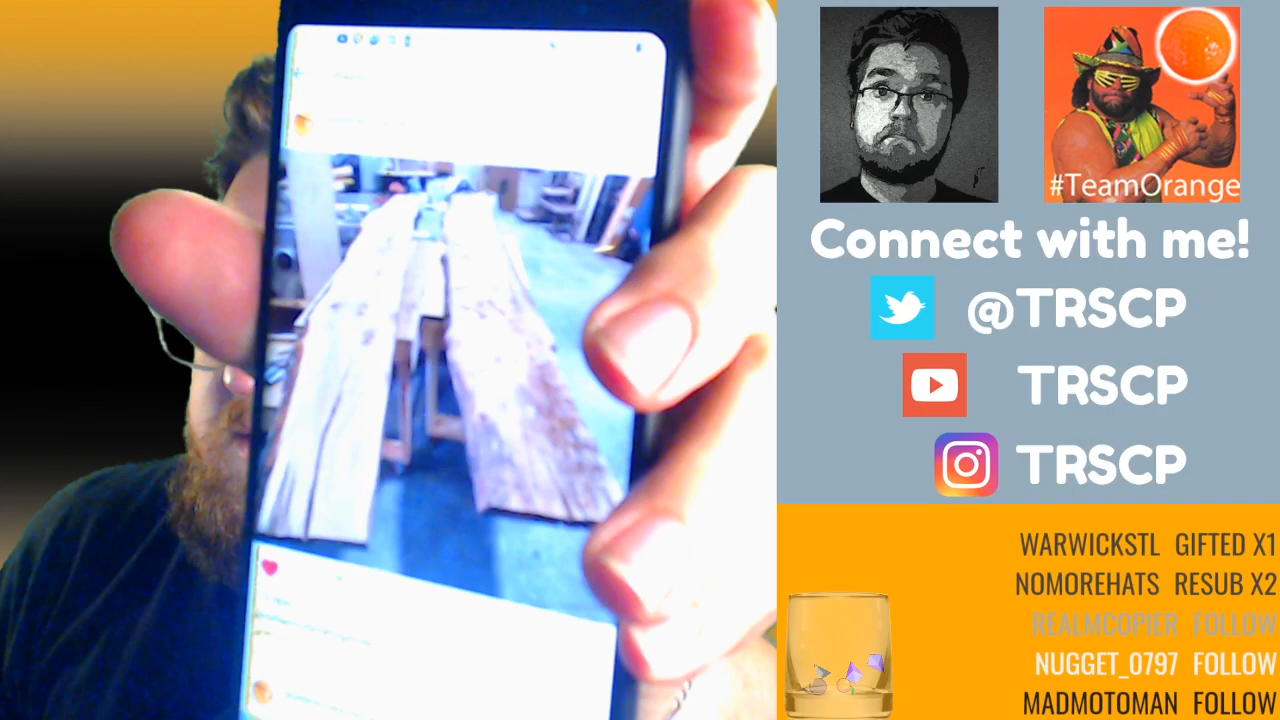 #TeamOrange
Connect with me!
@TRSCP
TRSCP
TRSCP
WARWICKSTL GIFTED X1
NOMOREHATS RESUB X2
REALMCOPIER FOLLOW
NUGGET_0797 FOLLOW
MADMOTOMAN FOLLOW